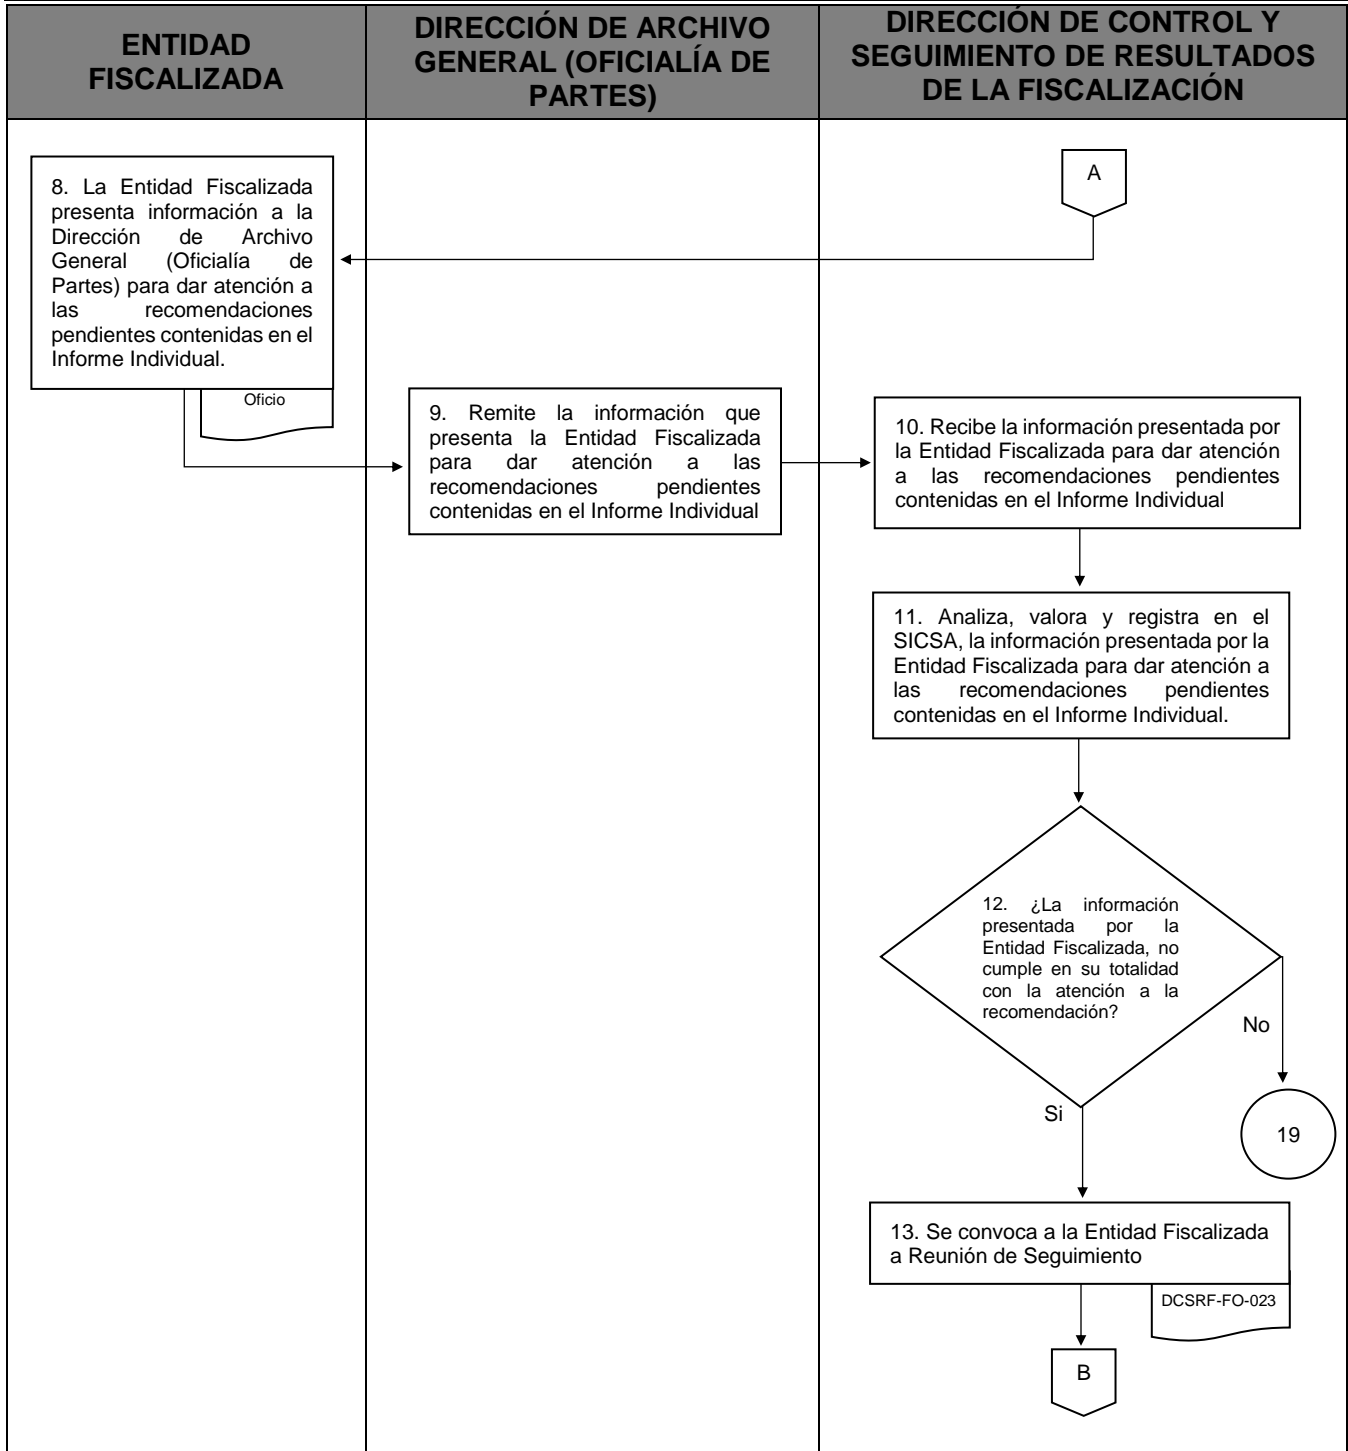 ENTIDAD
FISCALIZADA
DIRECCIÓN DE ARCHIVO
GENERAL (OFICIALÍA DE
PARTES)
DIRECCIÓN DE CONTROL Y
SEGUIMIENTO DE RESULTADOS
DE LA FISCALIZACIÓN
A
8. La Entidad Fiscalizada
presenta información a la
Dirección de Archivo
General (Oficialía de
Partes) para dar atención a
las recomendaciones
pendientes contenidas en el
Informe Individual.
Oficio
9. Remite la información que
presenta la Entidad Fiscalizada
para dar atención a las
recomendaciones pendientes
contenidas en el Informe Individual
10. Recibe la información presentada por
la Entidad Fiscalizada para dar atención
a las recomendaciones pendientes
contenidas en el Informe Individual
11. Analiza, valora y registra en el
SICSA, la información presentada por la
Entidad Fiscalizada para dar atención a
las recomendaciones pendientes
contenidas en el Informe Individual.
12. ¿La información
presentada por la
Entidad Fiscalizada, no
cumple en su totalidad
con la atención a la
recomendación?
No
Si
19
13. Se convoca a la Entidad Fiscalizada
a Reunión de Seguimiento
DCSRF-FO-023
B